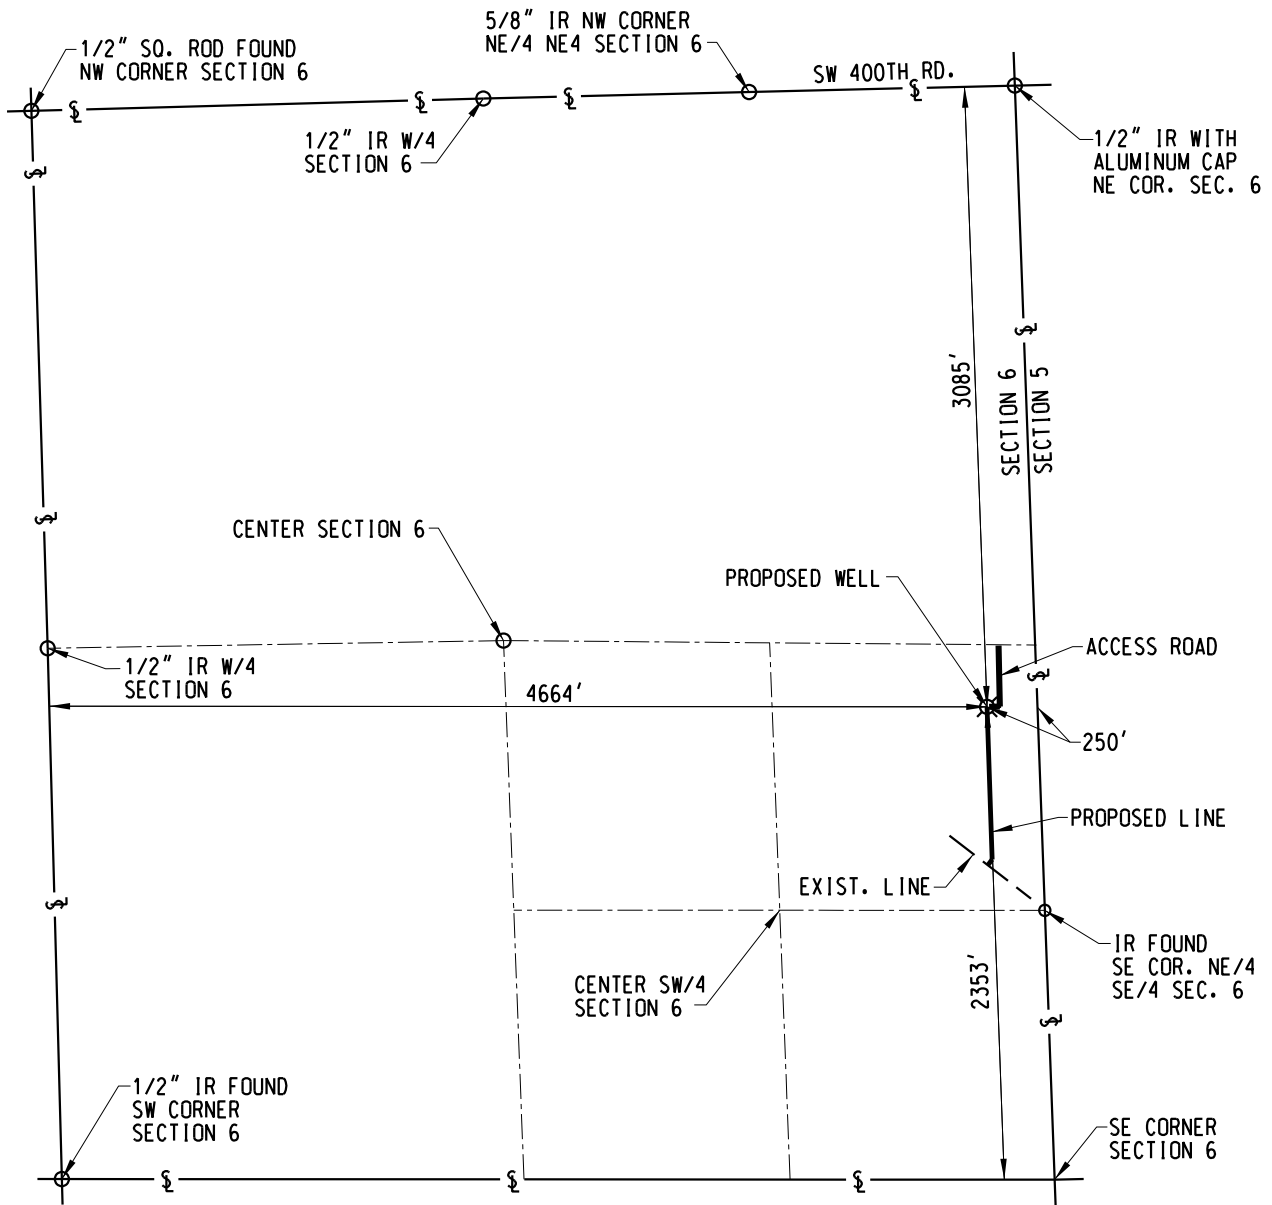 5/8" IR NW CORNER
NE/4 NE4 SECTION 6
1/2" SQ. ROD FOUND
NW CORNER SECTION 6
SW 400TH RD.
1/2" IR W/4
SECTION 6
1/2" IR WITH
ALUMINUM CAP
NE COR. SEC. 6
3085'
SECTION 6
SECTION 5
CENTER SECTION 6
PROPOSED WELL
ACCESS ROAD
1/2" IR W/4
SECTION 6
4664'
250'
PROPOSED LINE
EXIST. LINE
IR FOUND
SE COR. NE/4
SE/4 SEC. 6
CENTER SW/4
SECTION 6
2353'
1/2" IR FOUND
SW CORNER
SECTION 6
SE CORNER
SECTION 6